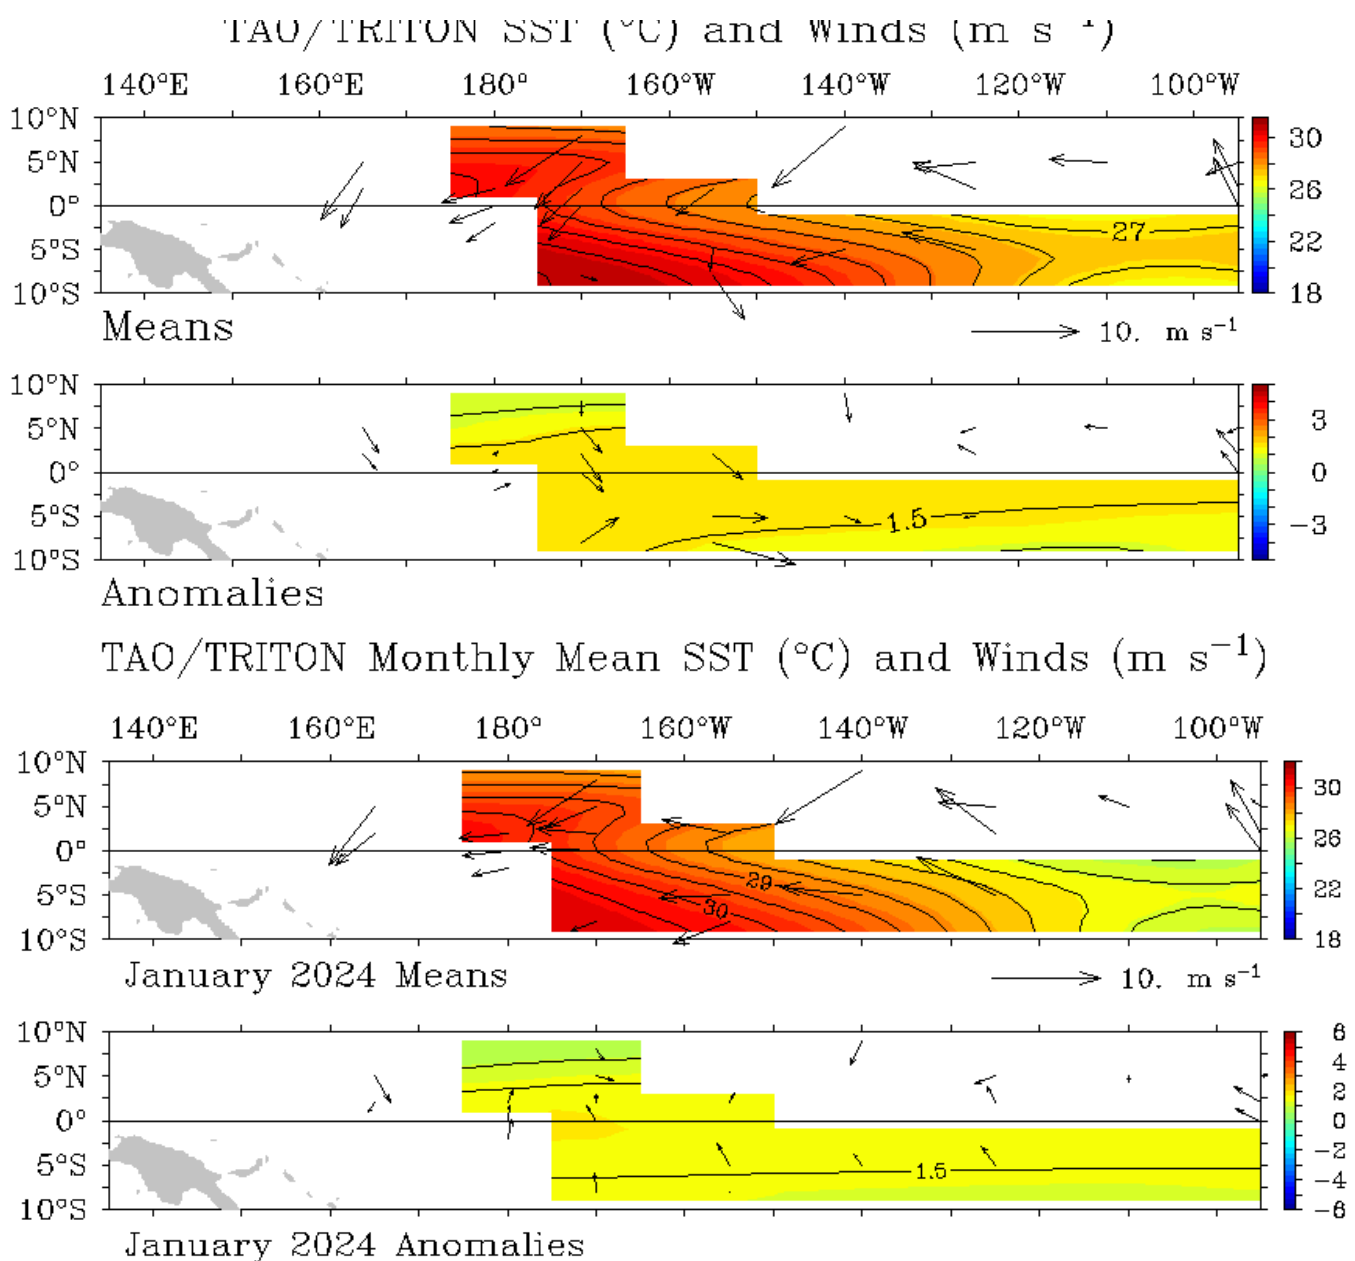 TAO/TRITON SST (°C) and Winds (m s⁻¹)
140°E 160°E 180° 160°W 140°W 120°W 100°W
10°N
5°N
0°
5°S
10°S
27
30
26
22
18
Means
10. m s⁻¹
10°N
5°N
0°
5°S
10°S
1.5
3
0
−3
Anomalies
TAO/TRITON Monthly Mean SST (°C) and Winds (m s⁻¹)
140°E 160°E 180° 160°W 140°W 120°W 100°W
10°N
5°N
0°
5°S
10°S
29
30
30
26
22
18
January 2024 Means
10. m s⁻¹
10°N
5°N
0°
5°S
10°S
1.5
6
4
2
0
−2
−4
−6
January 2024 Anomalies